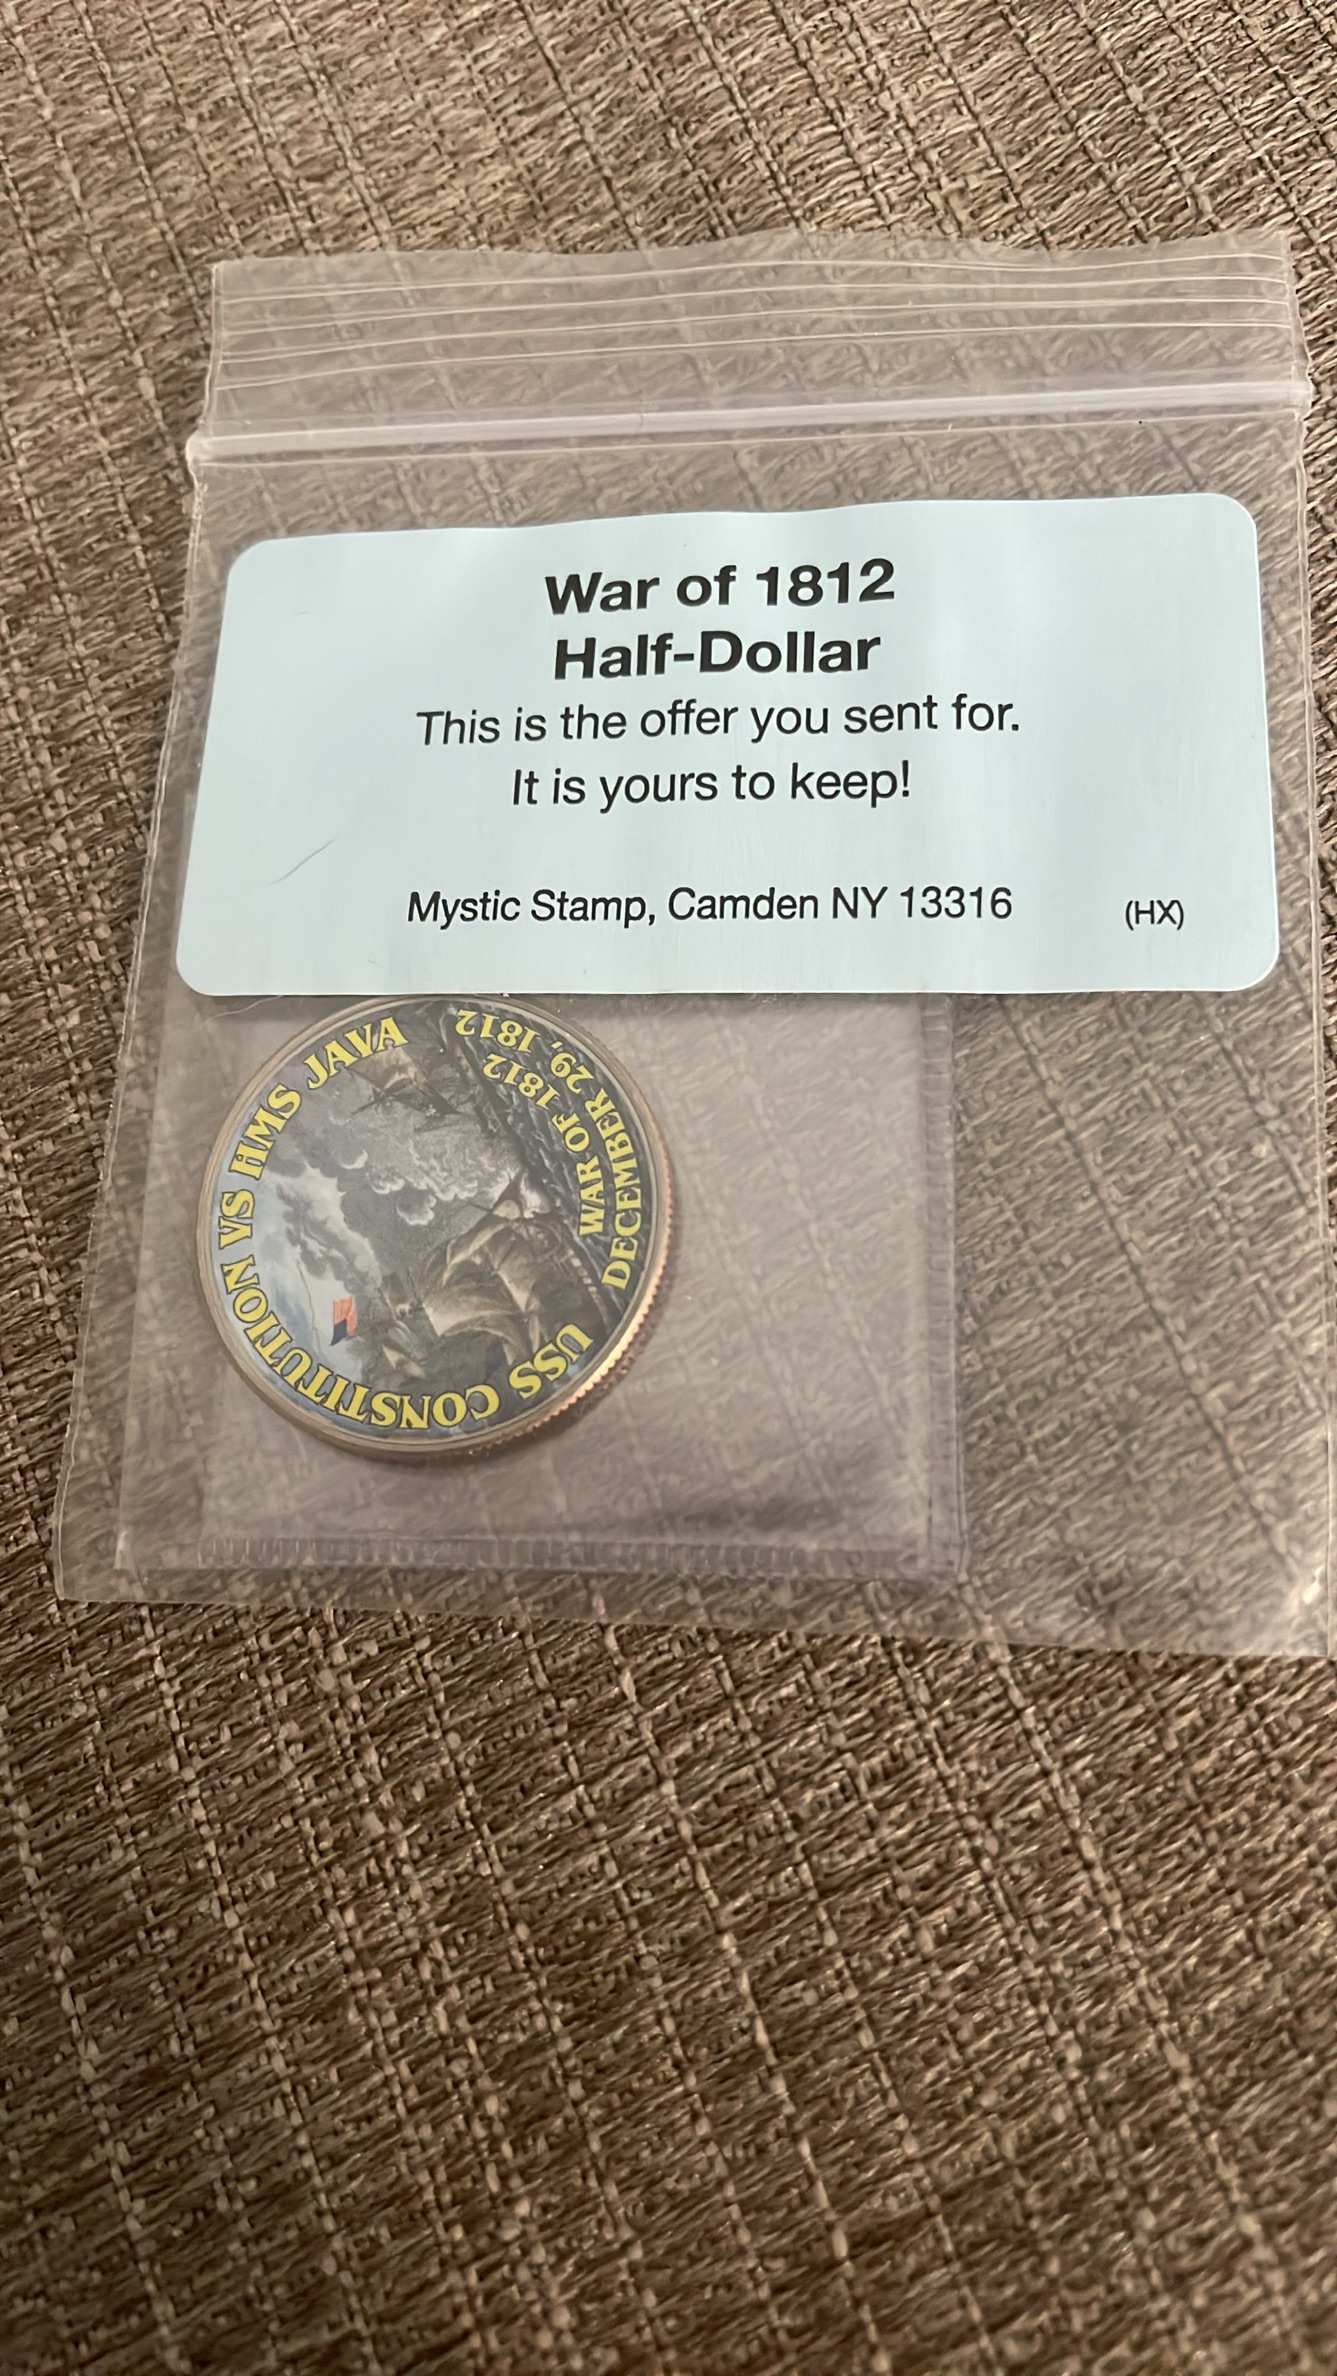 War of 1812
Half-Dollar
This is the offer you sent for.
It is yours to keep!
Mystic Stamp, Camden NY 13316
(HX)
USS CONSTITUTION VS HMS JAVA
WAR OF 1812
DECEMBER 29, 1812